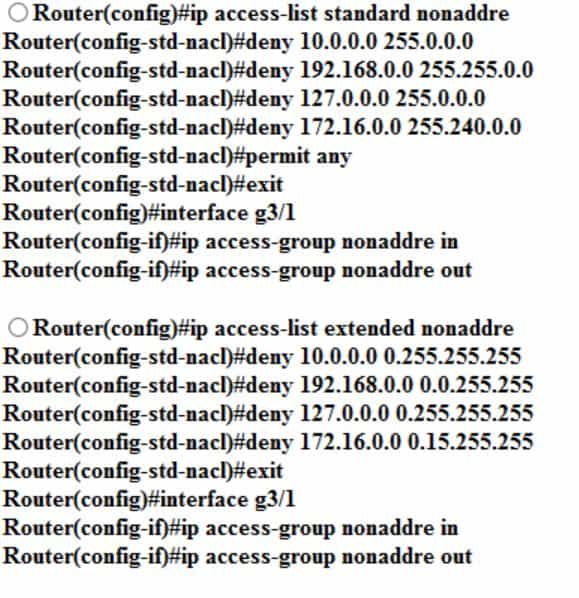 Router(config)#ip access-list standard nonaddre
Router(config-std-nacl)#deny 10.0.0.0 255.0.0.0
Router(config-std-nacl)#deny 192.168.0.0 255.255.0.0
Router(config-std-nacl)#deny 127.0.0.0 255.0.0.0
Router(config-std-nacl)#deny 172.16.0.0 255.240.0.0
Router(config-std-nacl)#permit any
Router(config-std-nacl)#exit
Router(config)#interface g3/1
Router(config-if)#ip access-group nonaddre in
Router(config-if)#ip access-group nonaddre out
Router(config)#ip access-list extended nonaddre
Router(config-std-nacl)#deny 10.0.0.0 0.255.255.255
Router(config-std-nacl)#deny 192.168.0.0 0.0.255.255
Router(config-std-nacl)#deny 127.0.0.0 0.255.255.255
Router(config-std-nacl)#deny 172.16.0.0 0.15.255.255
Router(config-std-nacl)#exit
Router(config)#interface g3/1
Router(config-if)#ip access-group nonaddre in
Router(config-if)#ip access-group nonaddre out